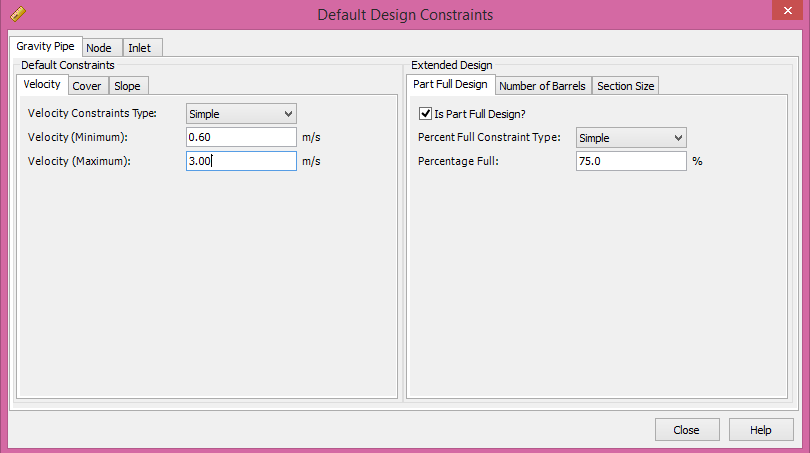 Default Design Constraints
Gravity Pipe Node Inlet
Default Constraints
Velocity Cover Slope
Velocity Constraints Type: Simple
Velocity (Minimum): 0.60 m/s
Velocity (Maximum): 3.00 m/s
Extended Design
Part Full Design Number of Barrels Section Size
Is Part Full Design?
Percent Full Constraint Type: Simple
Percentage Full: 75.0 %
Close Help